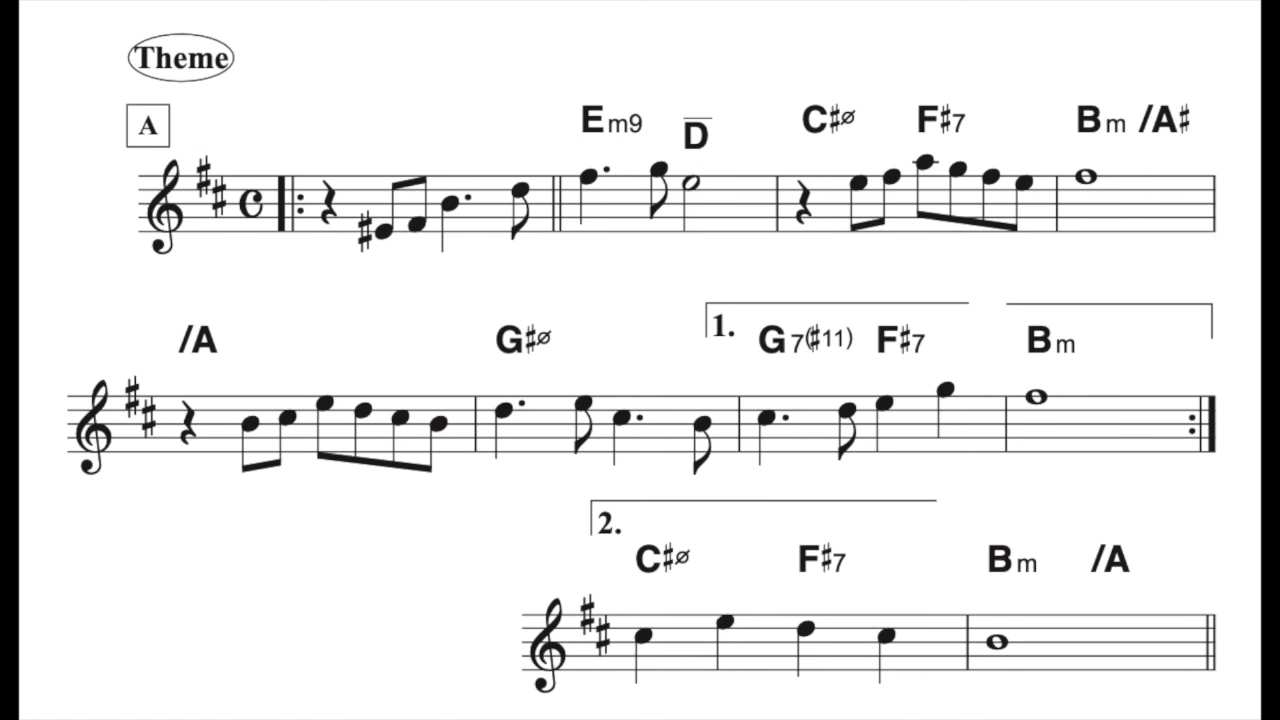 Theme
A
Em9 D C♯ø F♯7 Bm /A♯
/A G♯ø 1. G7(♯11) F♯7 Bm
2.
C♯ø F♯7 Bm /A